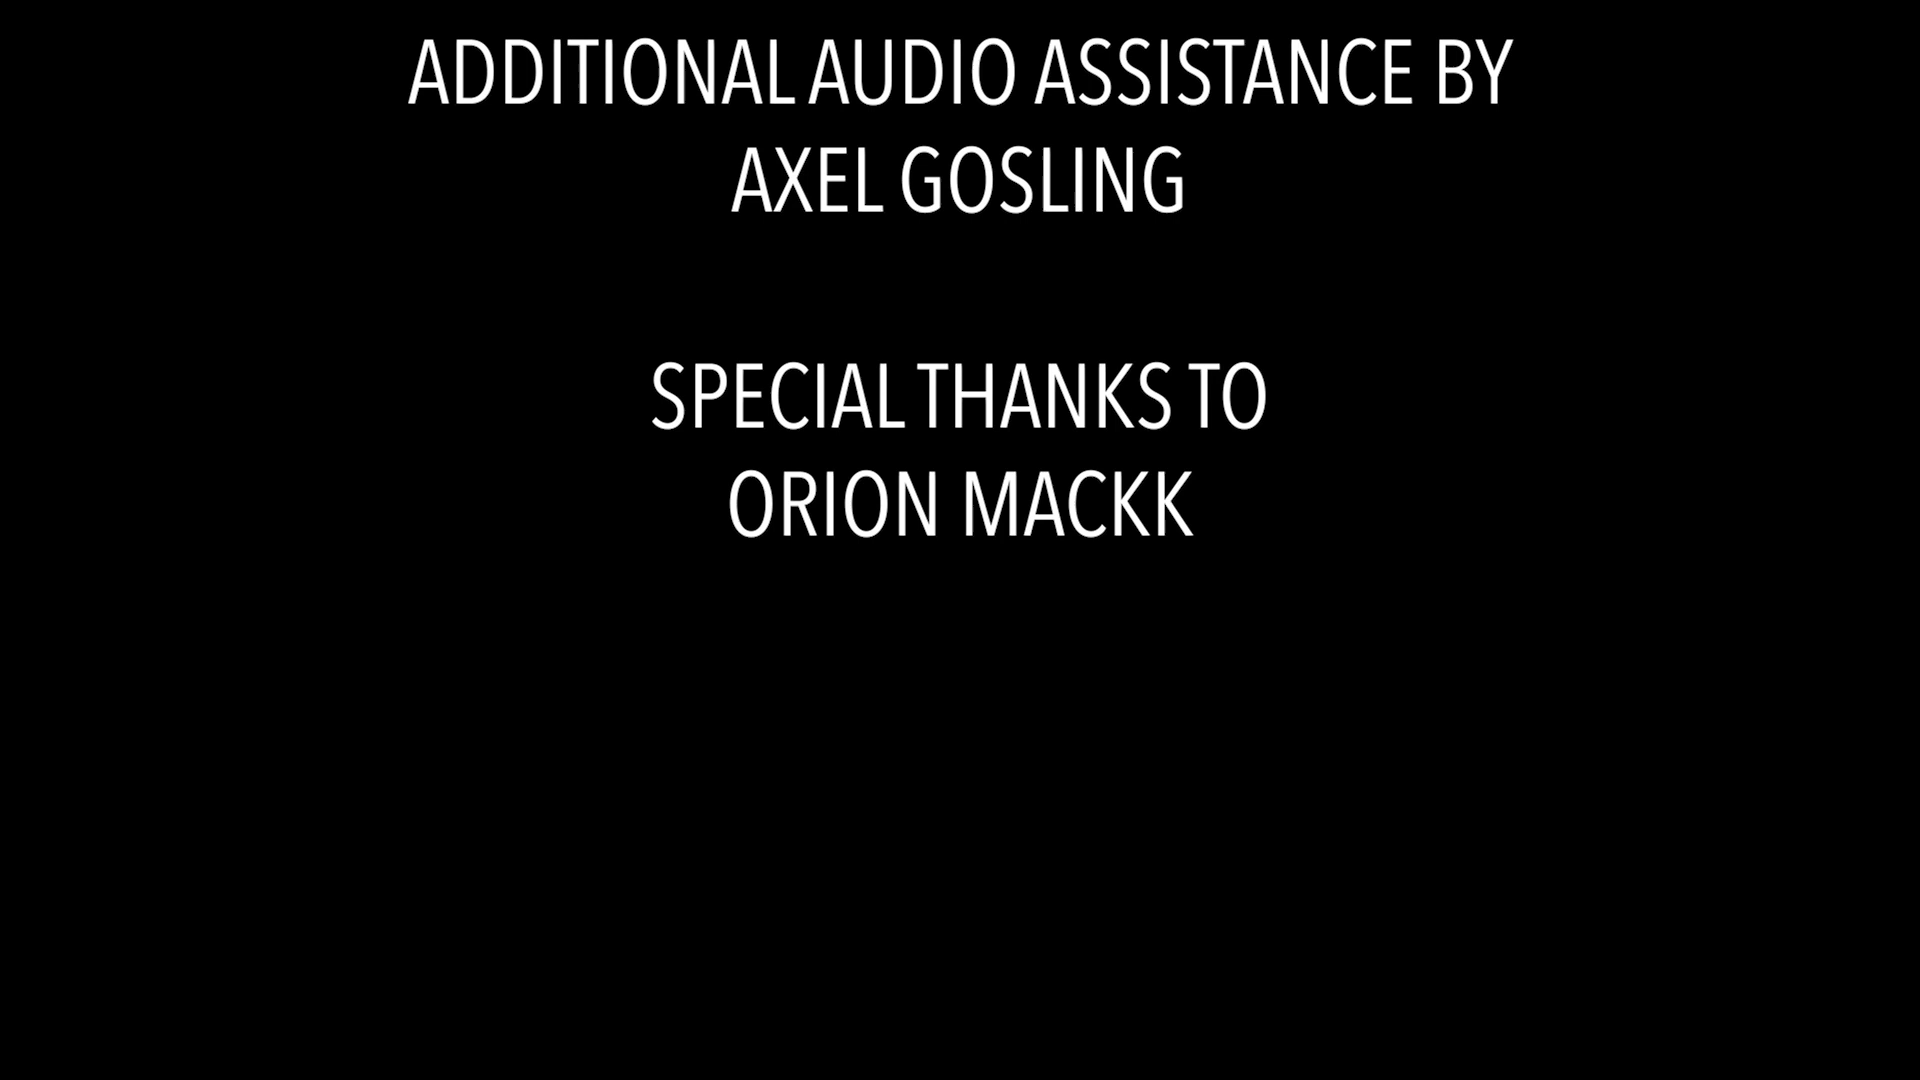 ADDITIONAL AUDIO ASSISTANCE BY
AXEL GOSLING
SPECIAL THANKS TO
ORION MACKK